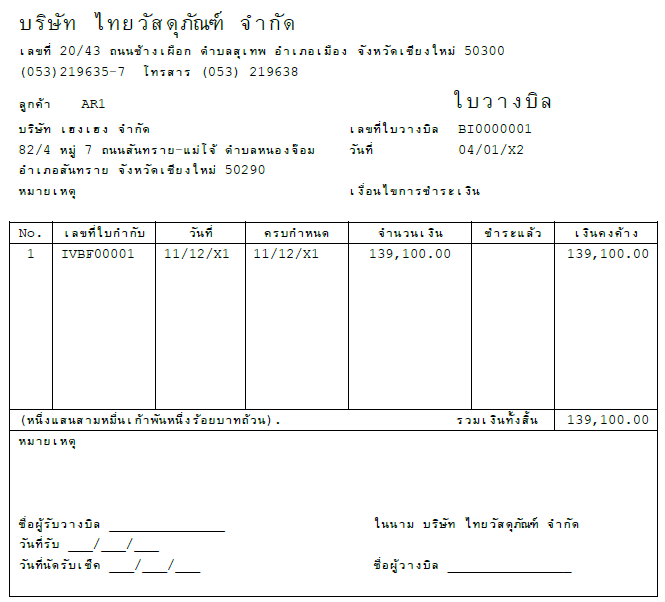 บริษัท ไทยวัสดุภัณฑ์ จำกัด
เลขที่ 20/43 ถนนช้างเผือก ตำบลสุเทพ อำเภอเมือง จังหวัดเชียงใหม่ 50300
(053)219635-7 โทรสาร (053) 219638
ลูกค้า AR1 ใบวางบิล
บริษัท เฮงเฮง จำกัด เลขที่ใบวางบิล BI0000001
82/4 หมู่ 7 ถนนสันทราย-แม่โจ้ ตำบลหนองจ๊อม วันที่ 04/01/X2
อำเภอสันทราย จังหวัดเชียงใหม่ 50290
หมายเหตุ เงื่อนไขการชำระเงิน
No. เลขที่ใบกำกับ วันที่ ครบกำหนด จำนวนเงิน ชำระแล้ว เงินคงค้าง
1 IVBF00001 11/12/X1 11/12/X1 139,100.00 139,100.00
(หนึ่งแสนสามหมื่นเก้าพันหนึ่งร้อยบาทถ้วน). รวมเงินทั้งสิ้น 139,100.00
หมายเหตุ
ชื่อผู้รับวางบิล ______________ ในนาม บริษัท ไทยวัสดุภัณฑ์ จำกัด
วันที่รับ ___/___/___
วันที่นัดรับเช็ค ___/___/___ ชื่อผู้วางบิล _______________